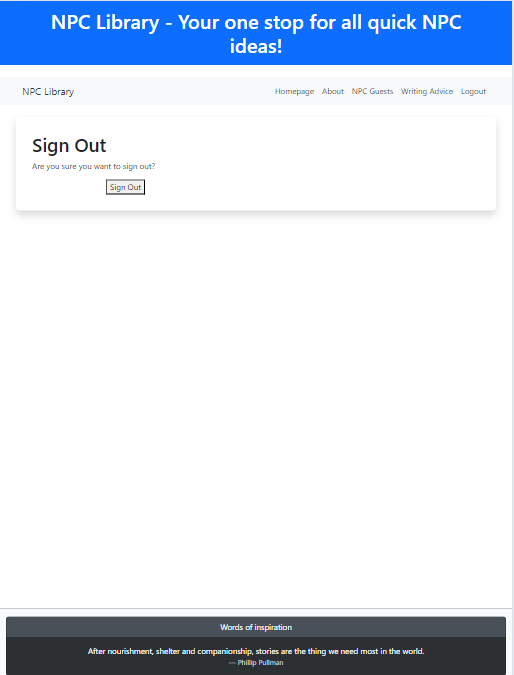 NPC Library - Your one stop for all quick NPC
ideas!
NPC Library
Homepage About NPC Guests Writing Advice Logout
Sign Out
Are you sure you want to sign out?
Sign Out
Words of inspiration
After nourishment, shelter and companionship, stories are the thing we need most in the world.
— Phillip Pullman